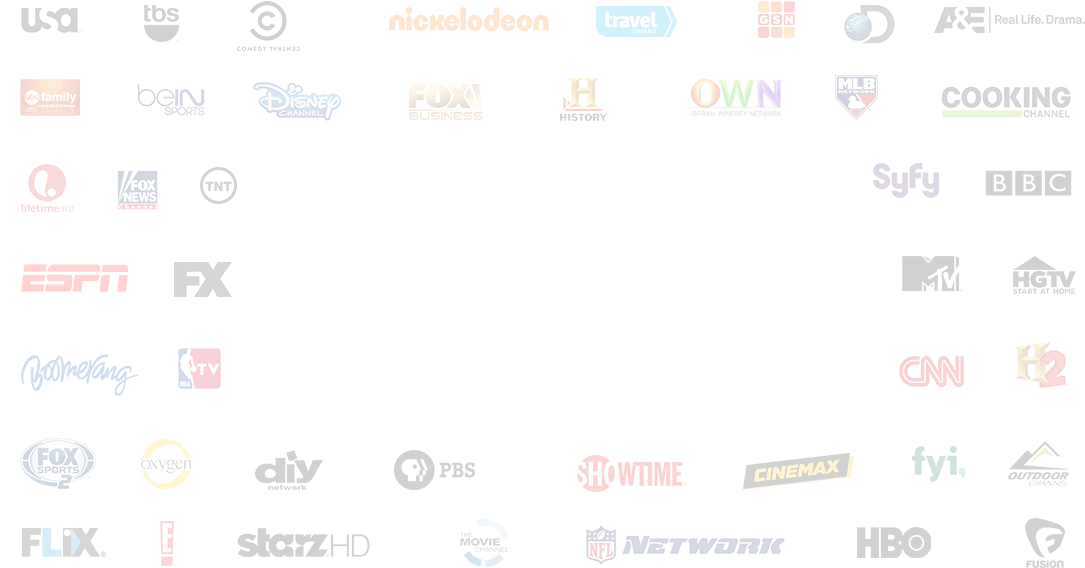 usa
tbs
CENTRAL COMEDY
nickelodeon
travel
CHANNEL
GSN
D
A&E Real Life. Drama.
abc family
beIN
SPORTS
Disney
CHANNEL
FOX
BUSINESS
H
HISTORY
OWN
OPRAH WINFREY NETWORK
MLB
NETWORK
COOKING
CHANNEL
lifetime HD
FOX
NEWS
channel
TNT
Syfy
BBC
ESPN
FX
MTV
HGTV
START AT HOME
Boomerang
NBA
TV
CNN
H2
FOX
SPORTS
2
oxygen
diy
network
PBS
SHOWTIME
CINEMAX
fyi,
OUTDOOR
CHANNEL
FLiX
E!
starz HD
THE
MOVIE
CHANNEL
NFL NETWORK
HBO
F
FUSION